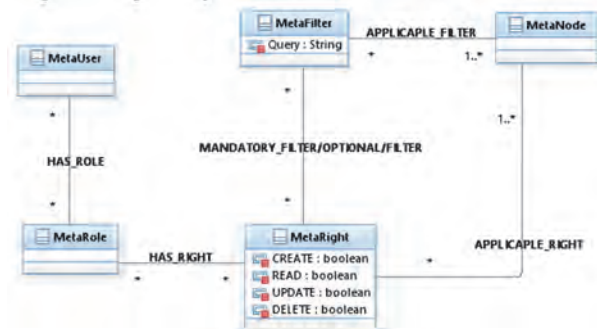 MetaFilter
Query : String
APPLICAPLE_FILTER
*
1..*
MetaNode
MetaUser
*
*
1..*
HAS_ROLE
MANDATORY_FILTER/OPTIONAL/FILTER
*
*
MetaRole
HAS_RIGHT
*
*
MetaRight
CREATE : boolean
READ : boolean
UPDATE : boolean
DELETE : boolean
*
APPLICAPLE_RIGHT